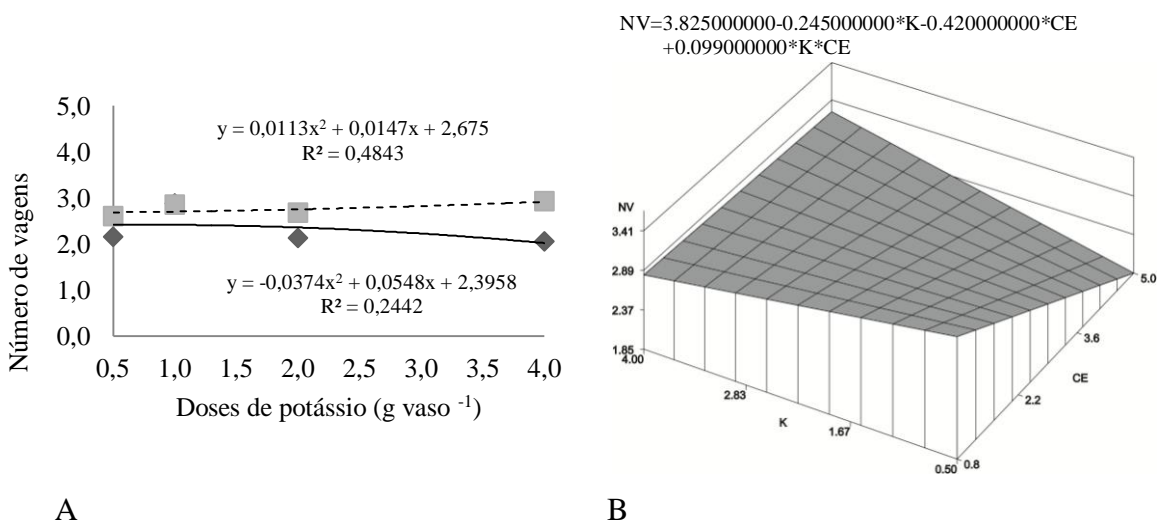 NV=3.825000000-0.245000000*K-0.420000000*CE
+0.099000000*K*CE
5,0
4,0
3,0
2,0
1,0
0,0
Número de vagens
y = 0,0113x² + 0,0147x + 2,675
R² = 0,4843
y = -0,0374x² + 0,0548x + 2,3958
R² = 0,2442
0,5 1,0 1,5 2,0 2,5 3,0 3,5 4,0
Doses de potássio (g vaso ⁻¹)
NV
3.41
2.89
2.37
1.85
4.00
2.83
K
1.67
0.50
0.8
2.2
CE
3.6
5.0
A
B